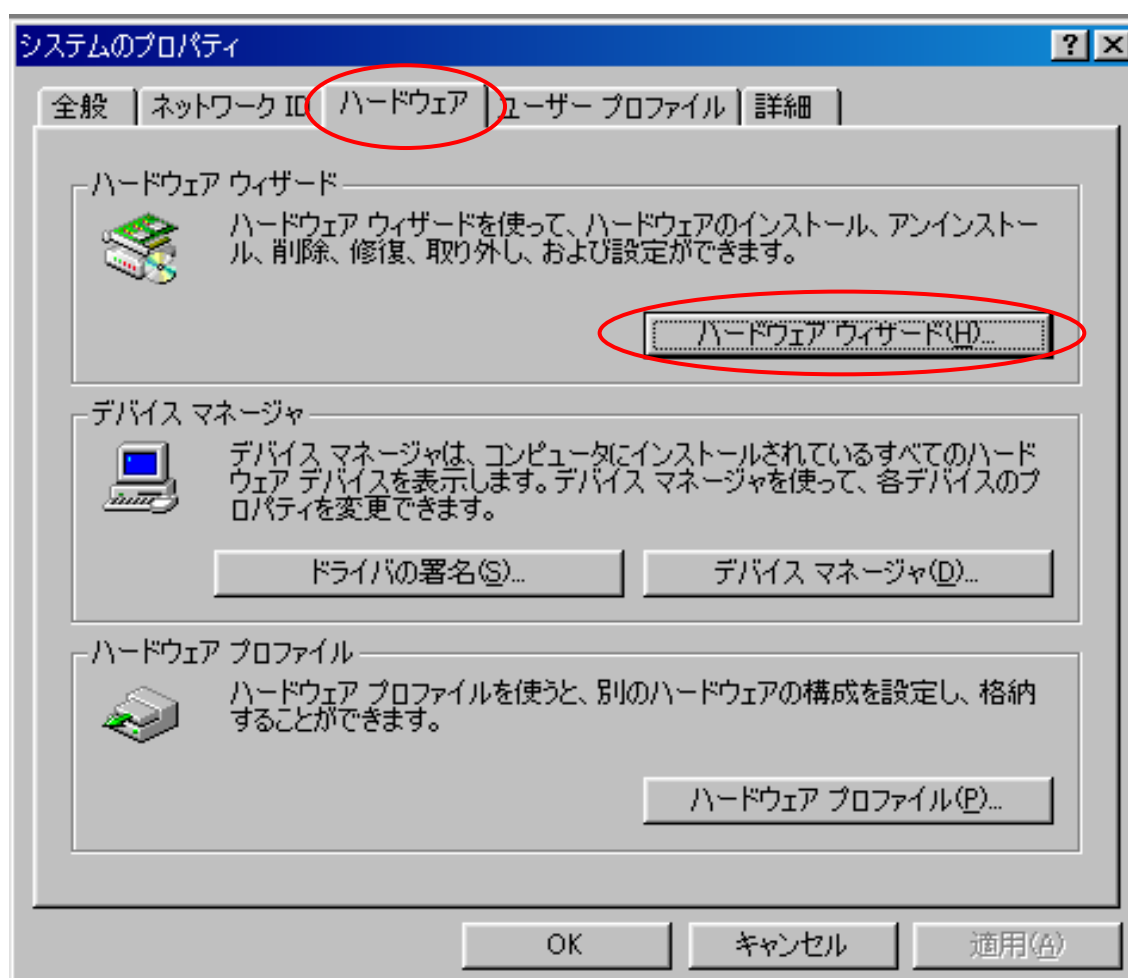 システムのプロパティ
全般 ネットワーク ID ハードウェア ユーザー プロファイル 詳細
ハードウェア ウィザード
ハードウェア ウィザードを使って、ハードウェアのインストール、アンインストー
ル、削除、修復、取り外し、および設定ができます。
ハードウェア ウィザード(H)...
デバイス マネージャ
デバイス マネージャは、コンピュータにインストールされているすべてのハード
ウェア デバイスを表示します。デバイス マネージャを使って、各デバイスのプ
ロパティを変更できます。
ドライバの署名(S)... デバイス マネージャ(D)...
ハードウェア プロファイル
ハードウェア プロファイルを使うと、別のハードウェアの構成を設定し、格納
することができます。
ハードウェア プロファイル(P)...
OK キャンセル 適用(A)